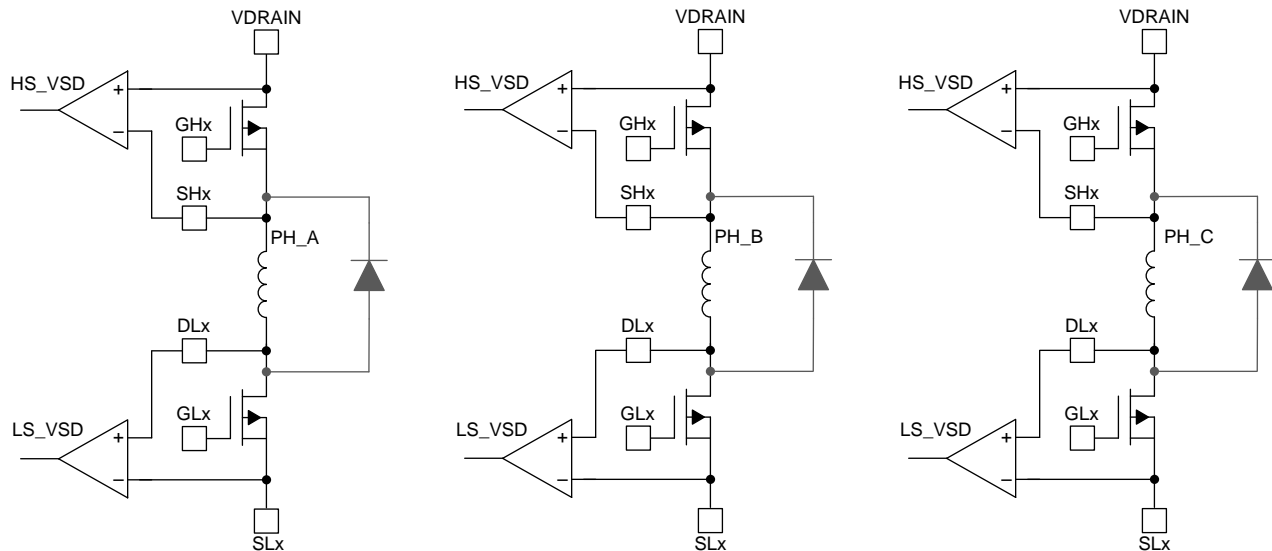 VDRAIN
HS_VSD
+
−
GHx
SHx
PH_A
DLx
GLx
LS_VSD
+
−
SLx
VDRAIN
HS_VSD
+
−
GHx
SHx
PH_B
DLx
GLx
LS_VSD
+
−
SLx
VDRAIN
HS_VSD
+
−
GHx
SHx
PH_C
DLx
GLx
LS_VSD
+
−
SLx